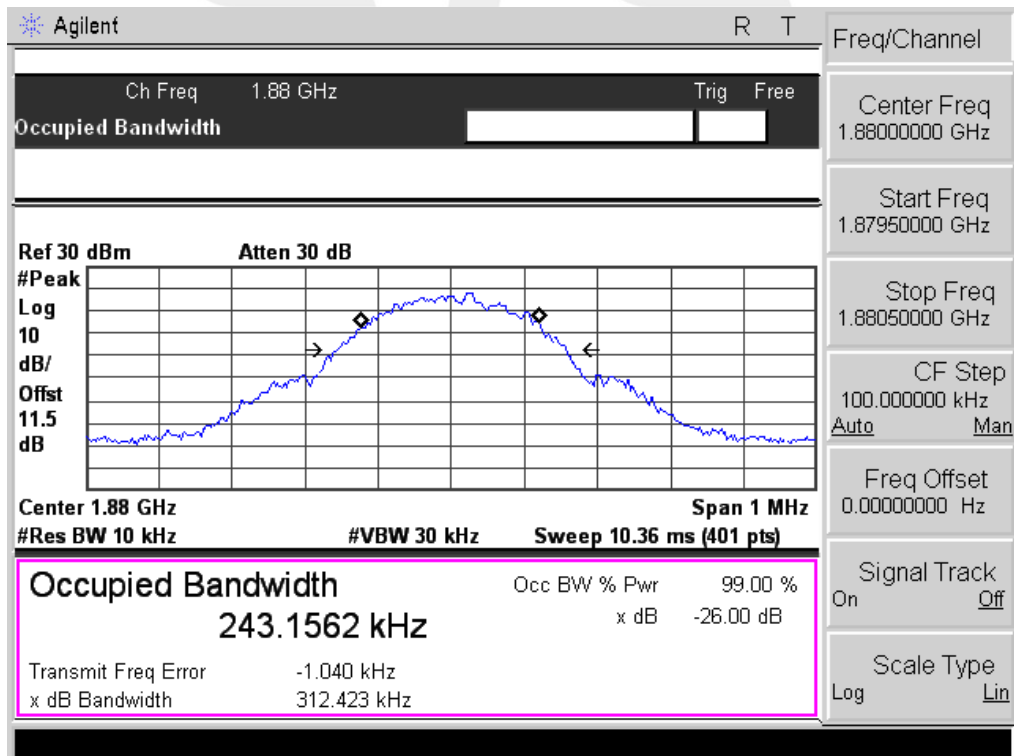 Agilent R T
Ch Freq 1.88 GHz Trig Free
Occupied Bandwidth
Ref 30 dBm Atten 30 dB
#Peak
Log
10
dB/
Offst
11.5
dB
Center 1.88 GHz Span 1 MHz
#Res BW 10 kHz #VBW 30 kHz Sweep 10.36 ms (401 pts)
Occupied Bandwidth
243.1562 kHz
Occ BW % Pwr 99.00 %
x dB -26.00 dB
Transmit Freq Error -1.040 kHz
x dB Bandwidth 312.423 kHz
Freq/Channel
Center Freq
1.88000000 GHz
Start Freq
1.87950000 GHz
Stop Freq
1.88050000 GHz
CF Step
100.000000 kHz
Auto Man
Freq Offset
0.00000000 Hz
Signal Track
On Off
Scale Type
Log Lin